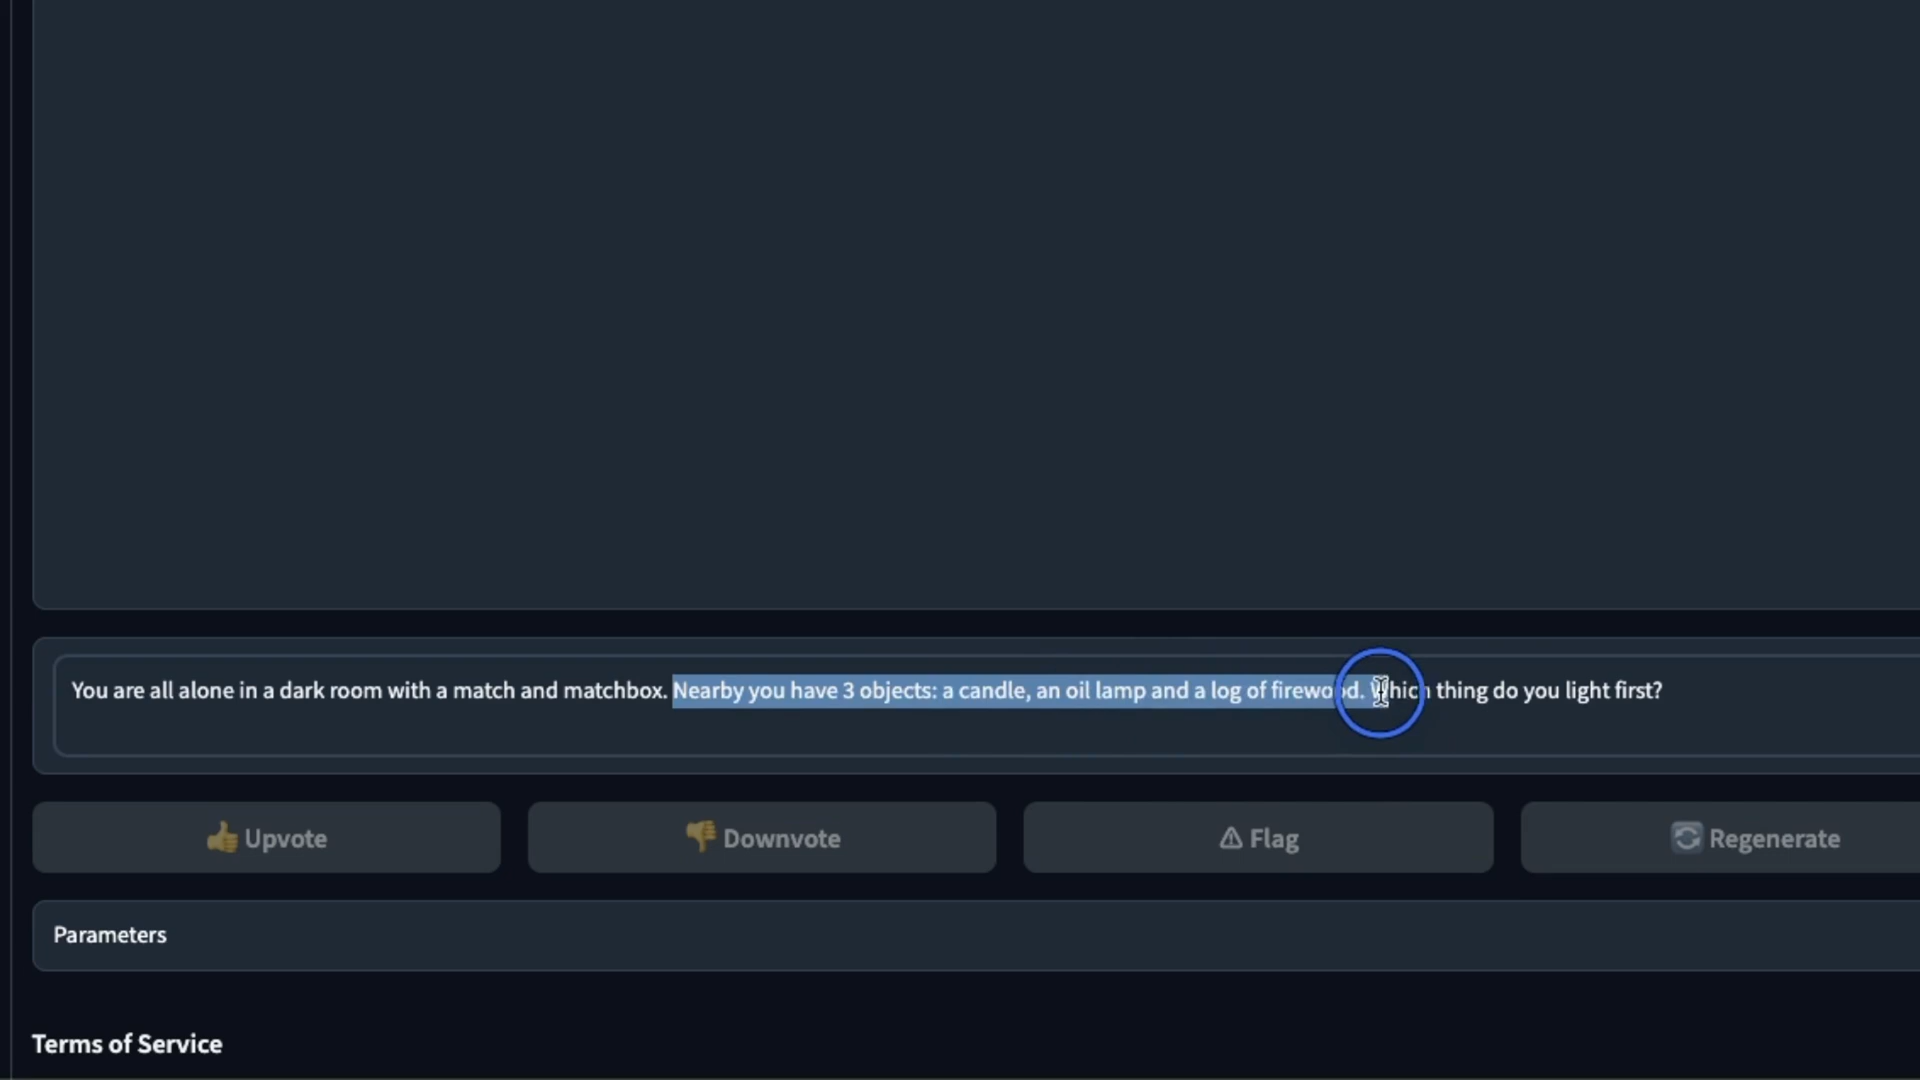 You are all alone in a dark room with a match and matchbox. Nearby you have 3 objects: a candle, an oil lamp and a log of firewood. Which thing do you light first?
👍 Upvote
👎 Downvote
⚠ Flag
🔄 Regenerate
Parameters
Terms of Service